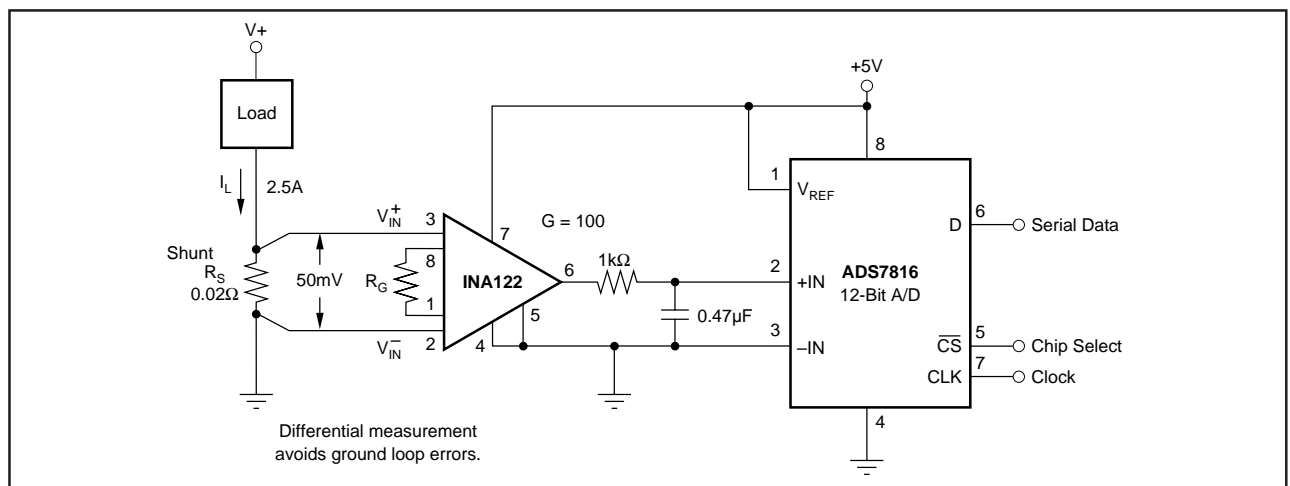 V+
Load
I_L
2.5A
Shunt
R_S
0.02Ω
50mV
V_IN^+
V_IN^–
3
8
1
2
R_G
INA122
7
G = 100
6
5
4
1kΩ
0.47µF
+5V
8
1
V_REF
2
+IN
3
–IN
ADS7816
12-Bit A/D
D
6
Serial Data
C̅S̅
5
Chip Select
CLK
7
Clock
4
Differential measurement
avoids ground loop errors.